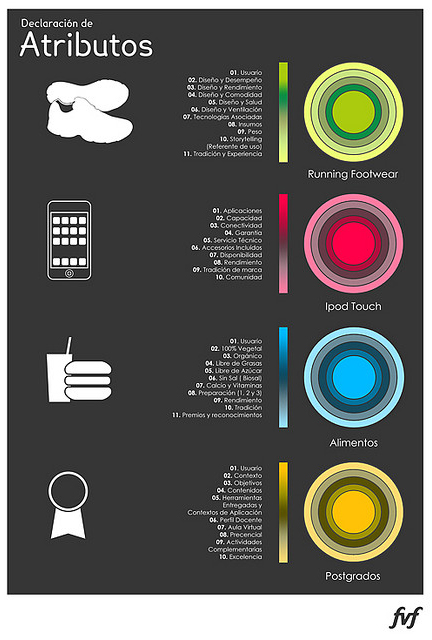 Declaración de
Atributos
01. Usuario
02. Diseño y Desempeño
03. Diseño y Rendimiento
04. Diseño y Comodidad
05. Diseño y Salud
06. Diseño y Ventilación
07. Tecnologías Asociadas
08. Insumos
09. Peso
10. Storytelling
(Referente de uso)
11. Tradición y Experiencia
Running Footwear
01. Aplicaciones
02. Capacidad
03. Conectividad
04. Garantía
05. Servicio Técnico
06. Accesorios Incluidos
07. Disponibilidad
08. Rendimiento
09. Tradición de marca
10. Comunidad
Ipod Touch
01. Usuario
02. 100% Vegetal
03. Orgánico
04. Libre de Grasas
05. Libre de Azúcar
06. Sin Sal ( Biosal)
07. Calcio y Vitaminas
08. Preparación (1, 2 y 3)
09. Rendimiento
10. Tradición
11. Premios y reconocimientos
Alimentos
01. Usuario
02. Contexto
03. Objetivos
04. Contenidos
05. Herramientas
Entregadas y
Contextos de Aplicación
06. Perfil Docente
07. Aula Virtual
08. Precencial
09. Actividades
Complementarias
10. Excelencia
Postgrados
fvf